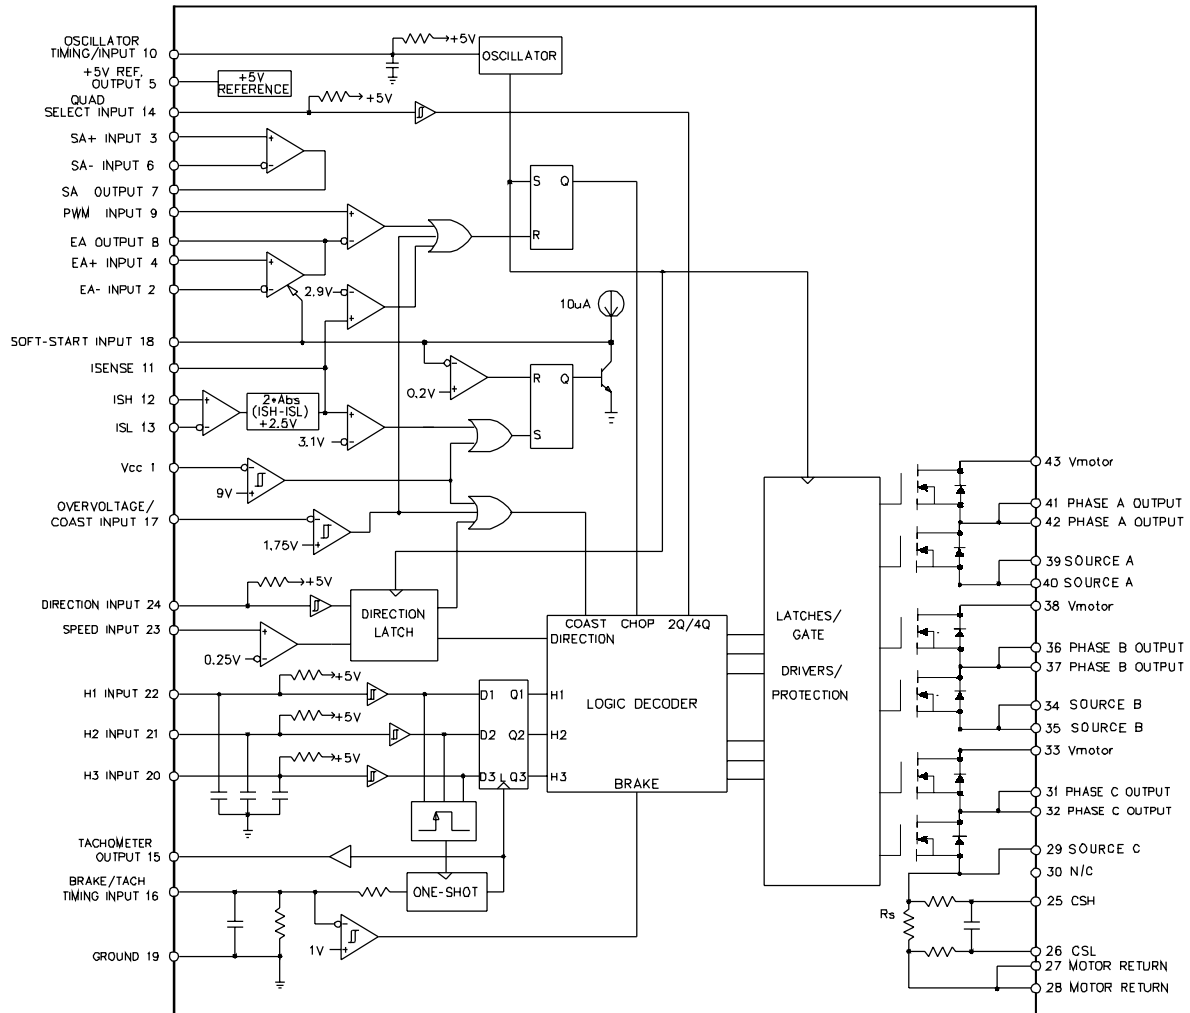 OSCILLATOR
TIMING/INPUT 10
+5V REF.
OUTPUT 5
QUAD
SELECT INPUT 14
SA+ INPUT 3
SA- INPUT 6
SA OUTPUT 7
PWM INPUT 9
EA OUTPUT 8
EA+ INPUT 4
EA- INPUT 2
SOFT-START INPUT 18
ISENSE 11
ISH 12
ISL 13
Vcc 1
OVERVOLTAGE/
COAST INPUT 17
DIRECTION INPUT 24
SPEED INPUT 23
H1 INPUT 22
H2 INPUT 21
H3 INPUT 20
TACHOMETER
OUTPUT 15
BRAKE/TACH
TIMING INPUT 16
GROUND 19
+5V
OSCILLATOR
+5V
REFERENCE
+5V
+
-
+
-
+
-
2.9V
-
+
S Q
R
10uA
0.2V
-
+
R Q
S
+
-
2•Abs
(ISH-ISL)
+2.5V
3.1V
+
-
9V
-
+
1.75V
-
+
+5V
DIRECTION
LATCH
0.25V
+
-
+5V
+5V
+5V
D1 Q1
D2 Q2
D3 L Q3
COAST CHOP 2Q/4Q
DIRECTION
LOGIC DECODER
H1
H2
H3
BRAKE
ONE-SHOT
1V
-
+
LATCHES/
GATE
DRIVERS/
PROTECTION
Rs
43 Vmotor
41 PHASE A OUTPUT
42 PHASE A OUTPUT
39 SOURCE A
40 SOURCE A
38 Vmotor
36 PHASE B OUTPUT
37 PHASE B OUTPUT
34 SOURCE B
35 SOURCE B
33 Vmotor
31 PHASE C OUTPUT
32 PHASE C OUTPUT
29 SOURCE C
30 N/C
25 CSH
26 CSL
27 MOTOR RETURN
28 MOTOR RETURN